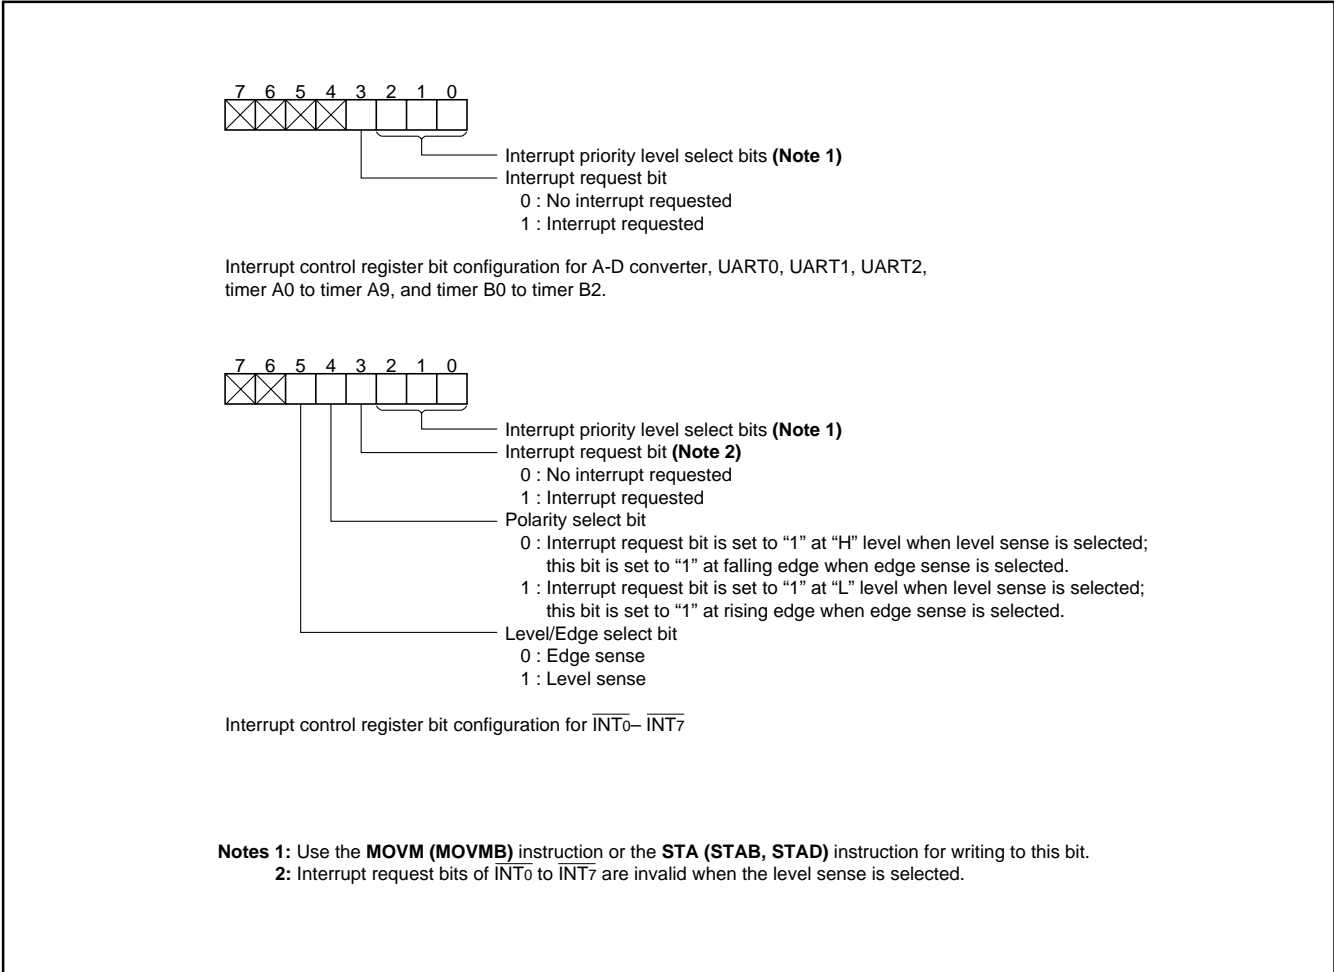 7 6 5 4 3 2 1 0
Interrupt priority level select bits (Note 1)
Interrupt request bit
0 : No interrupt requested
1 : Interrupt requested
Interrupt control register bit configuration for A-D converter, UART0, UART1, UART2,
timer A0 to timer A9, and timer B0 to timer B2.
7 6 5 4 3 2 1 0
Interrupt priority level select bits (Note 1)
Interrupt request bit (Note 2)
0 : No interrupt requested
1 : Interrupt requested
Polarity select bit
0 : Interrupt request bit is set to “1” at “H” level when level sense is selected;
this bit is set to “1” at falling edge when edge sense is selected.
1 : Interrupt request bit is set to “1” at “L” level when level sense is selected;
this bit is set to “1” at rising edge when edge sense is selected.
Level/Edge select bit
0 : Edge sense
1 : Level sense
Interrupt control register bit configuration for INT0– INT7
Notes 1: Use the MOVM (MOVMB) instruction or the STA (STAB, STAD) instruction for writing to this bit.
2: Interrupt request bits of INT0 to INT7 are invalid when the level sense is selected.